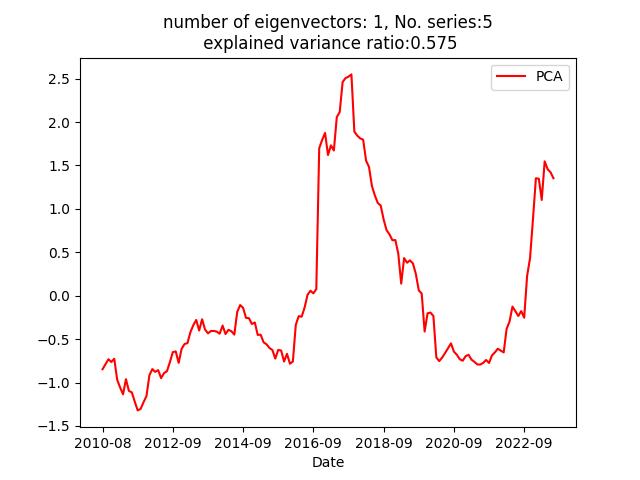 number of eigenvectors: 1, No. series:5
explained variance ratio:0.575
PCA
2.5
2.0
1.5
1.0
0.5
0.0
−0.5
−1.0
−1.5
2010-08 2012-09 2014-09 2016-09 2018-09 2020-09 2022-09
Date